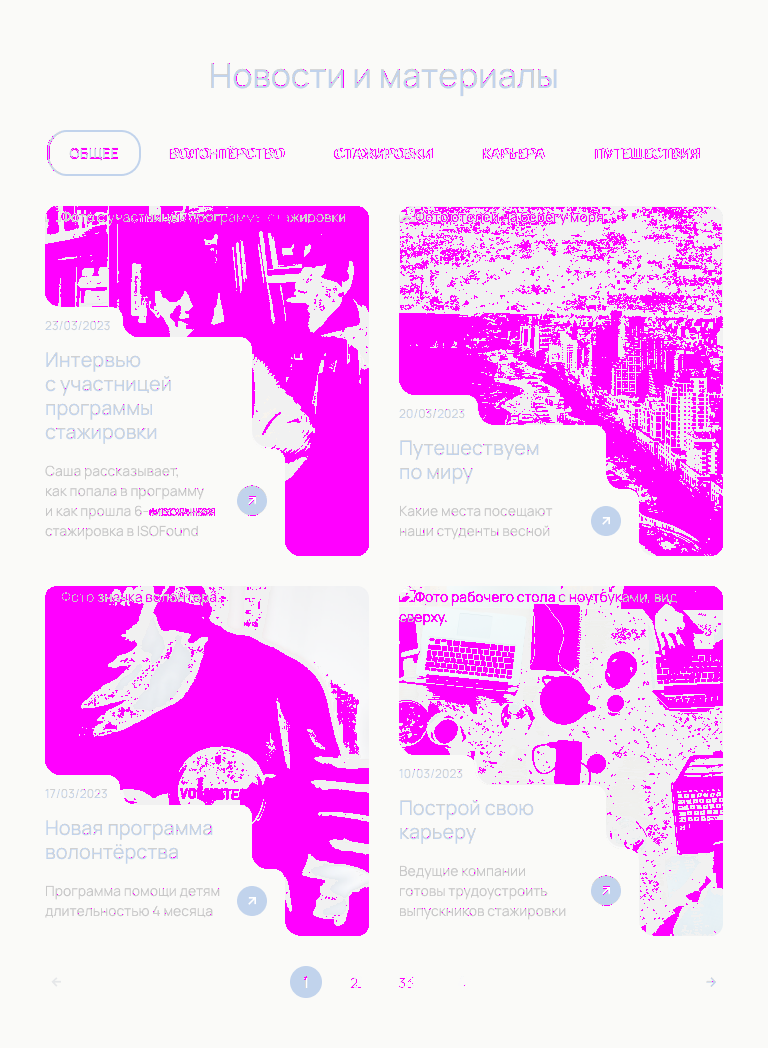 Новости и материалы
ОБЩЕЕ
ВОЛОНТЁРСТВО
СТАЖИРОВКИ
КАРЬЕРА
ПУТЕШЕСТВИЯ
Фото с участницей программы стажировки
23/03/2023
Интервью
с участницей
программы
стажировки
Саша рассказывает,
как попала в программу
и как прошла 6-
стажировка в ISOFound
Фото отелей на берегу моря
20/03/2023
Путешествуем
по миру
Какие места посещают
наши студенты весной
Фото значка волонтера
17/03/2023
Новая программа
волонтёрства
Программа помощи детям
длительностью 4 месяца
Фото рабочего стола с ноутбуками, вид
сверху.
10/03/2023
Построй свою
карьеру
Ведущие компании
готовы трудоустроить
выпускников стажировки
1 2